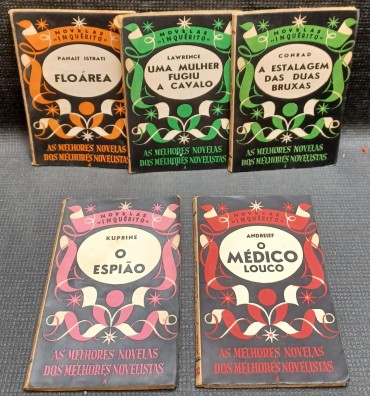 NOVELAS
"INQUÉRITO"
PANAIT ISTRATI
FLOÁREA
AS MELHORES NOVELAS
DOS MELHORES NOVELISTAS
NOVELAS
"INQUÉRITO"
LAWRENCE
UMA MULHER
FUGIU
A CAVALO
AS MELHORES NOVELAS
DOS MELHORES NOVELISTAS
NOVELAS
"INQUÉRITO"
CONRAD
A ESTALAGEM
DAS DUAS
BRUXAS
AS MELHORES NOVELAS
DOS MELHORES NOVELISTAS
NOVELAS
"INQUÉRITO"
KUPRINE
O
ESPIÃO
AS MELHORES NOVELAS
DOS MELHORES NOVELISTAS
NOVELAS
"INQUÉRITO"
ANDREIEF
O
MÉDICO
LOUCO
AS MELHORES NOVELAS
DOS MELHORES NOVELISTAS